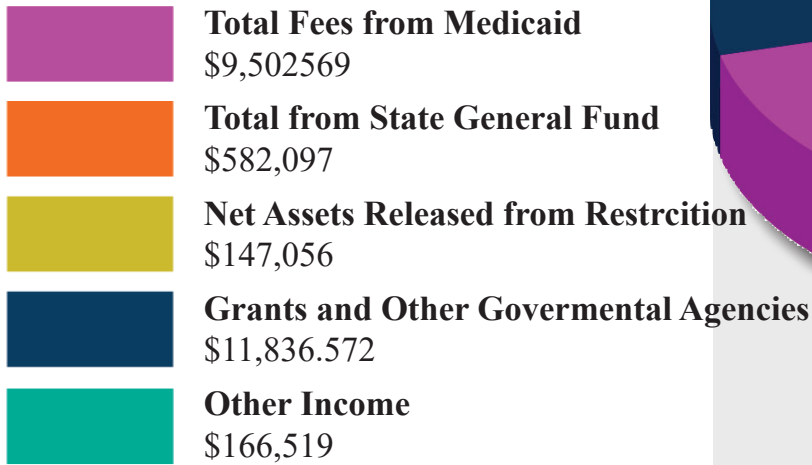 Total Fees from Medicaid
$9,502569
Total from State General Fund
$582,097
Net Assets Released from Restrcition
$147,056
Grants and Other Govermental Agencies
$11,836.572
Other Income
$166,519